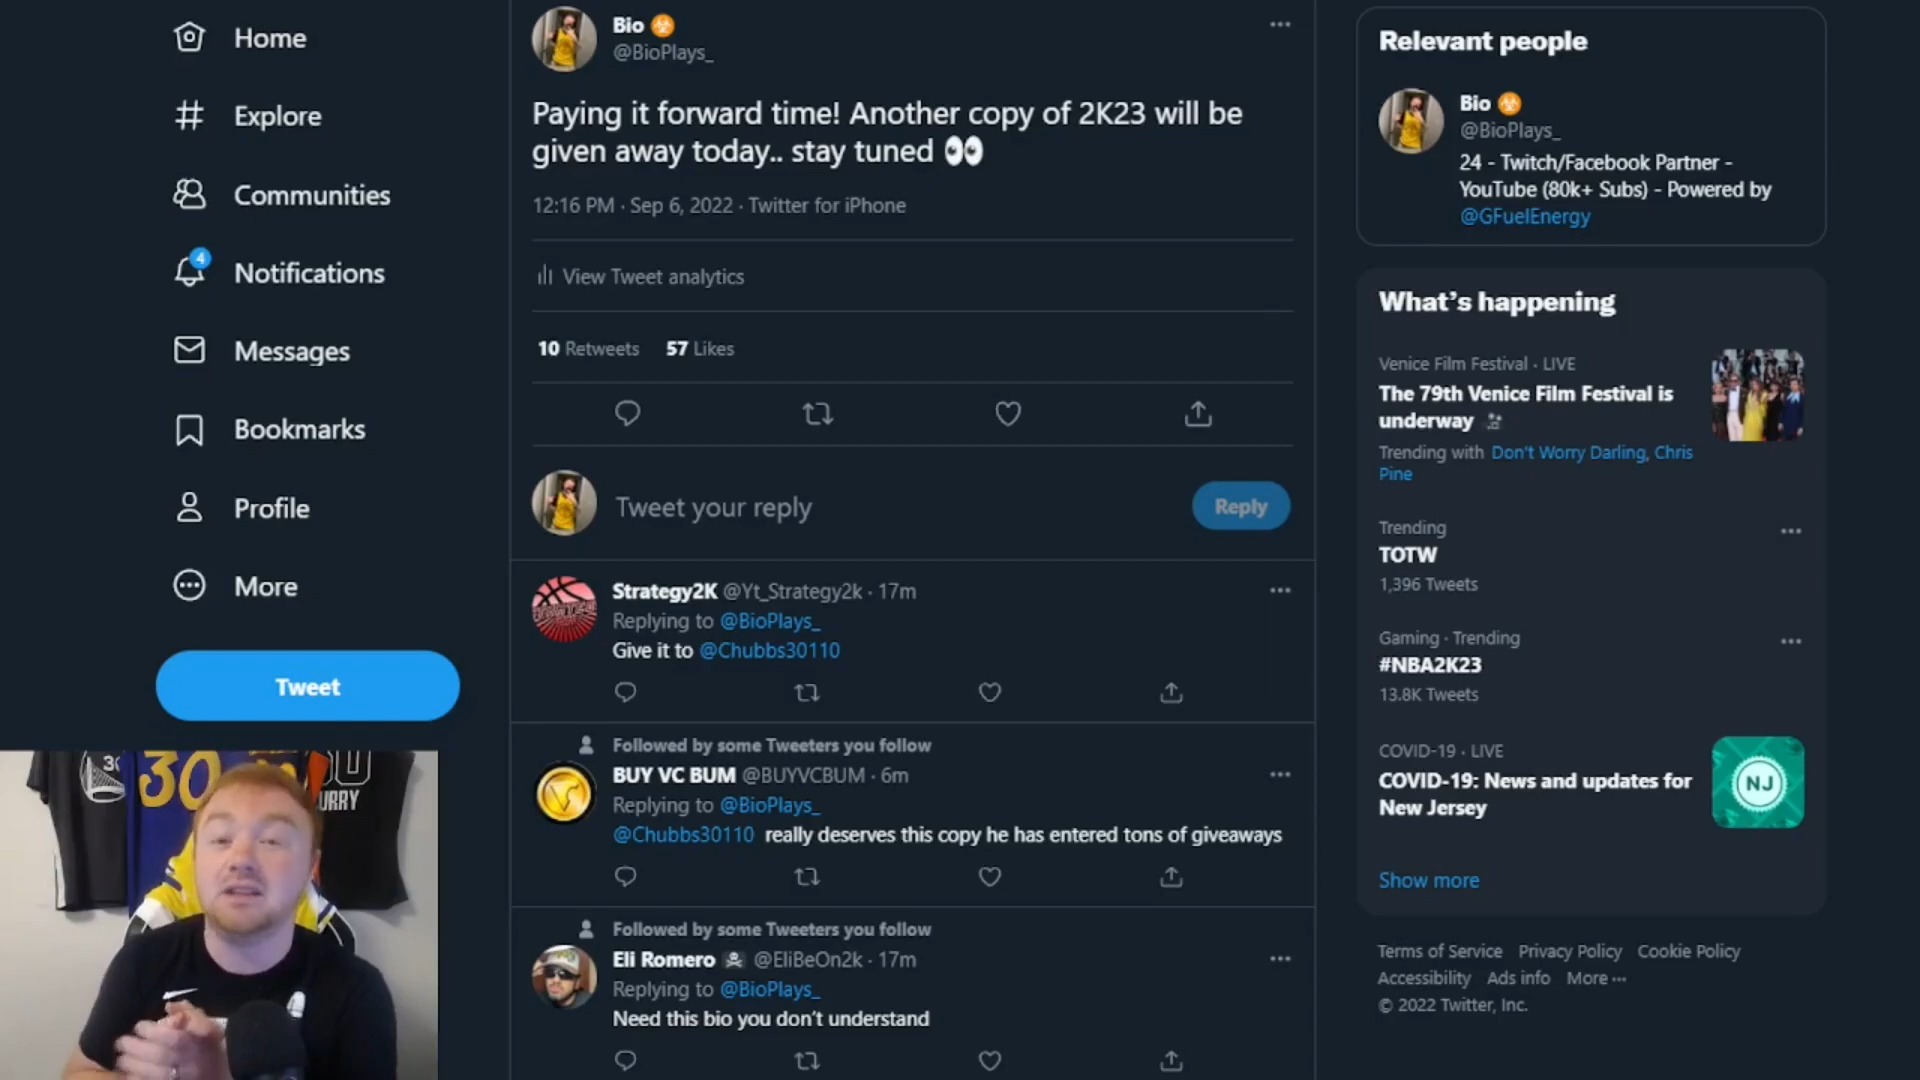 Home
Explore
Communities
4
Notifications
Messages
Bookmarks
Profile
More
Tweet
Bio
@BioPlays_
Paying it forward time! Another copy of 2K23 will be
given away today.. stay tuned 👀
12:16 PM · Sep 6, 2022 · Twitter for iPhone
View Tweet analytics
10 Retweets 57 Likes
Tweet your reply
Reply
Strategy2K @Yt_Strategy2k · 17m
Replying to @BioPlays_
Give it to @Chubbs30110
Followed by some Tweeters you follow
BUY VC BUM @BUYVCBUM · 6m
Replying to @BioPlays_
@Chubbs30110 really deserves this copy he has entered tons of giveaways
Followed by some Tweeters you follow
Eli Romero @EliBeOn2k · 17m
Replying to @BioPlays_
Need this bio you don't understand
Relevant people
Bio
@BioPlays_
24 - Twitch/Facebook Partner -
YouTube (80k+ Subs) - Powered by
@GFuelEnergy
What's happening
Venice Film Festival · LIVE
The 79th Venice Film Festival is
underway
Trending with Don't Worry Darling, Chris
Pine
Trending
TOTW
1,396 Tweets
Gaming · Trending
#NBA2K23
13.8K Tweets
COVID-19 · LIVE
COVID-19: News and updates for
New Jersey
NJ
Show more
Terms of Service Privacy Policy Cookie Policy
Accessibility Ads info More ···
© 2022 Twitter, Inc.
30
30
URRY